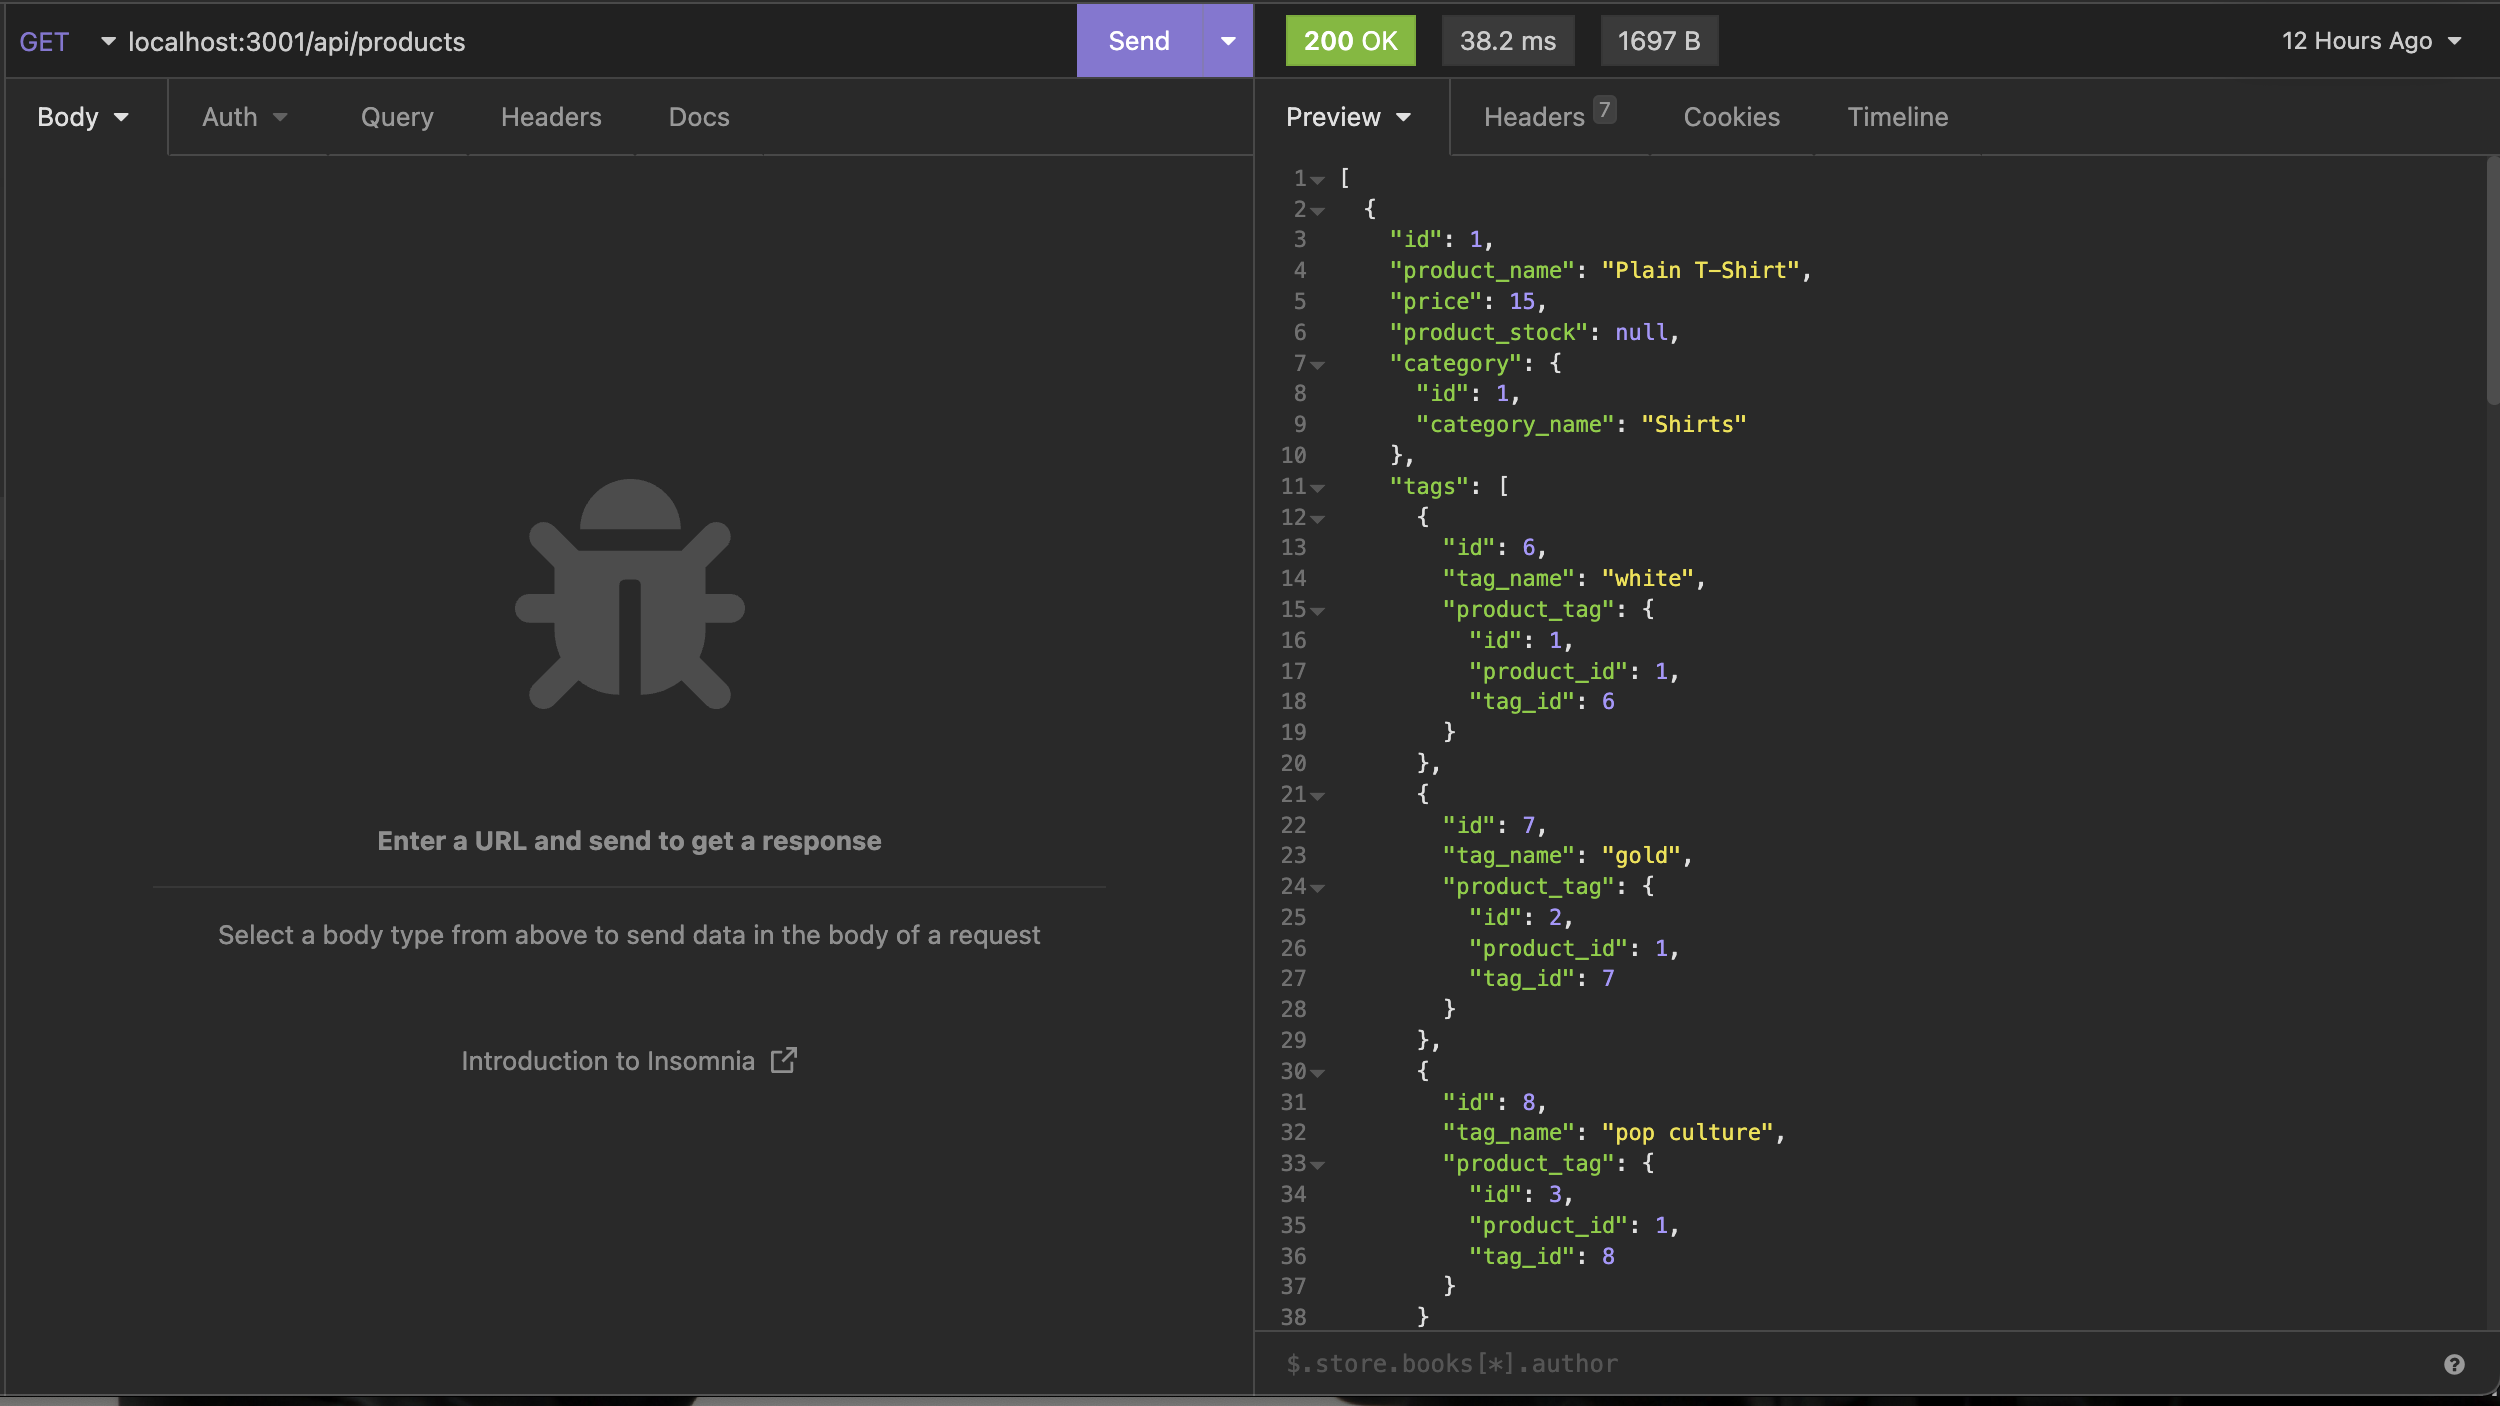 GET localhost:3001/api/products Send
200 OK 38.2 ms 1697 B 12 Hours Ago
Body Auth Query Headers Docs
Preview Headers 7 Cookies Timeline
Enter a URL and send to get a response
Select a body type from above to send data in the body of a request
Introduction to Insomnia
1 [
2 {
3 "id": 1,
4 "product_name": "Plain T-Shirt",
5 "price": 15,
6 "product_stock": null,
7 "category": {
8 "id": 1,
9 "category_name": "Shirts"
10 },
11 "tags": [
12 {
13 "id": 6,
14 "tag_name": "white",
15 "product_tag": {
16 "id": 1,
17 "product_id": 1,
18 "tag_id": 6
19 }
20 },
21 {
22 "id": 7,
23 "tag_name": "gold",
24 "product_tag": {
25 "id": 2,
26 "product_id": 1,
27 "tag_id": 7
28 }
29 },
30 {
31 "id": 8,
32 "tag_name": "pop culture",
33 "product_tag": {
34 "id": 3,
35 "product_id": 1,
36 "tag_id": 8
37 }
38 }
$.store.books[*].author ?